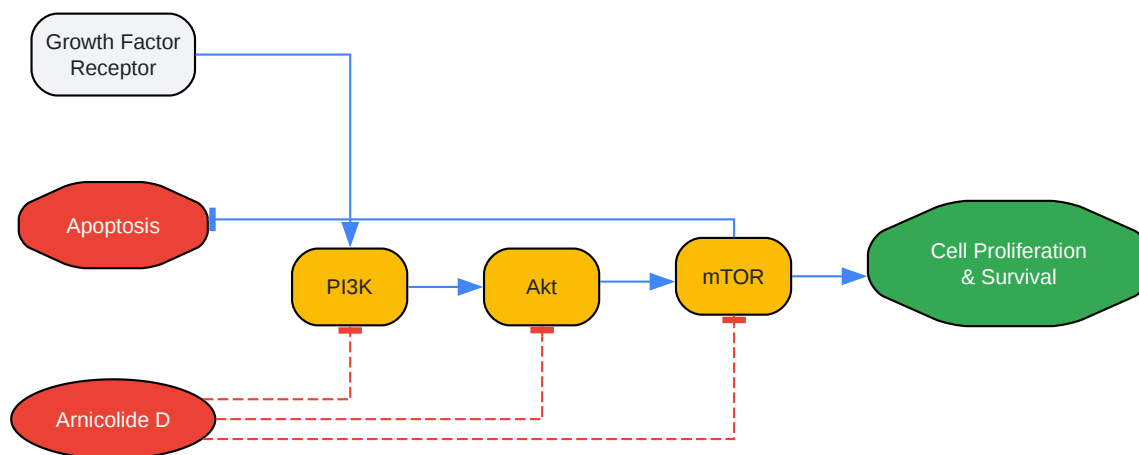 Growth Factor
Receptor
Apoptosis
PI3K
Akt
mTOR
Cell Proliferation
& Survival
Arnicolide D